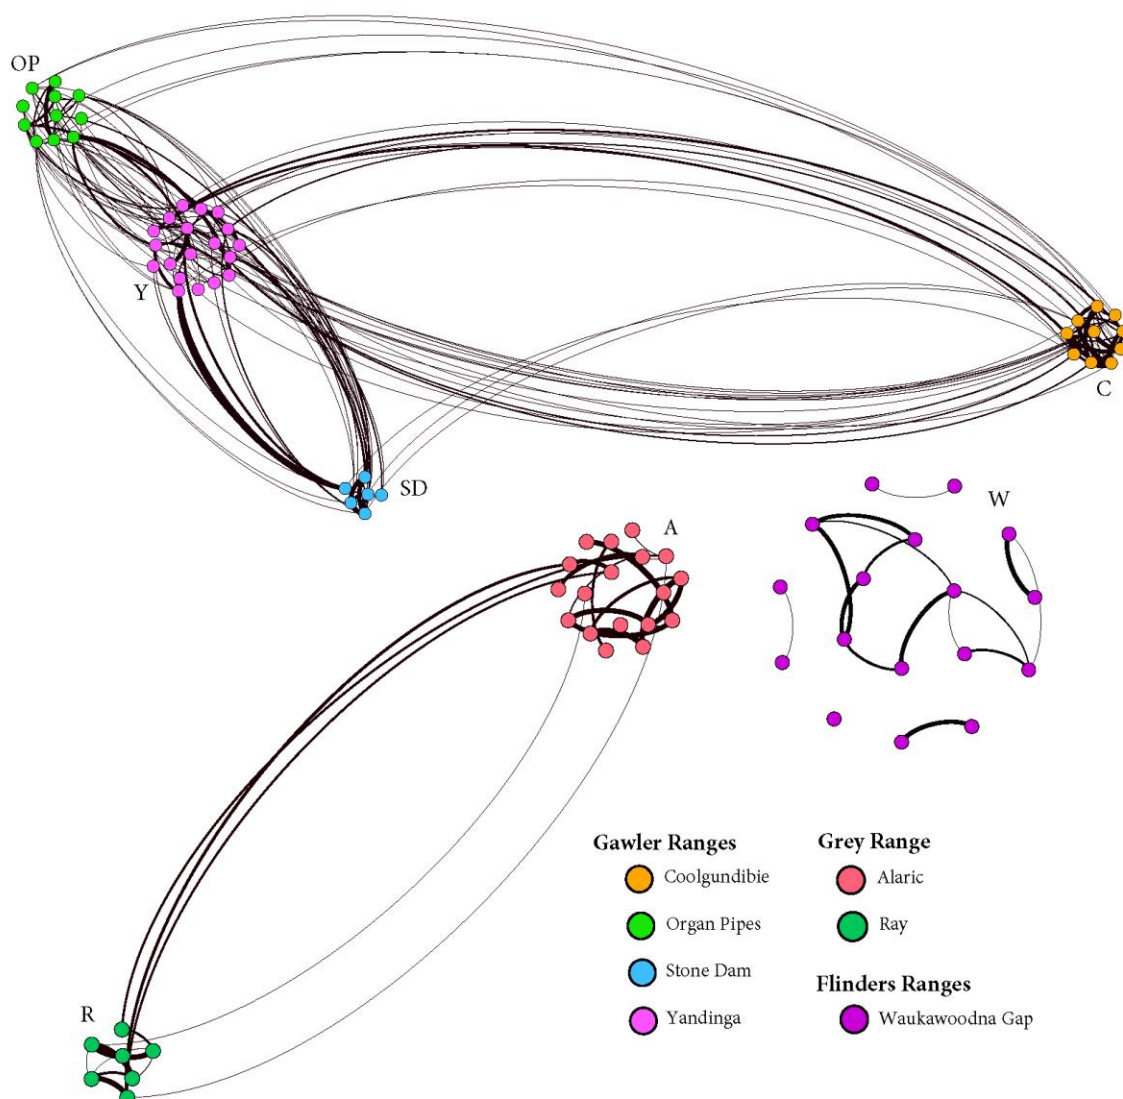 OP
Y
C
SD
W
A
R
Gawler Ranges
Coolgundibie
Organ Pipes
Stone Dam
Yandinga
Grey Range
Alaric
Ray
Flinders Ranges
Waukawoodna Gap